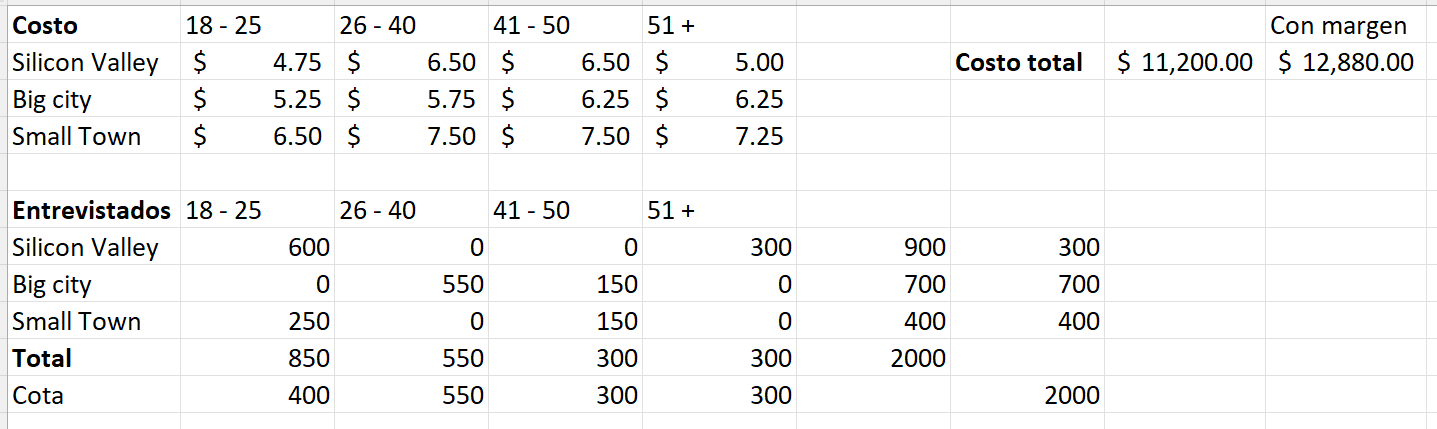 Costo 18 - 25 26 - 40 41 - 50 51 + Con margen
Silicon Valley $ 4.75 $ 6.50 $ 6.50 $ 5.00 Costo total $ 11,200.00 $ 12,880.00
Big city $ 5.25 $ 5.75 $ 6.25 $ 6.25
Small Town $ 6.50 $ 7.50 $ 7.50 $ 7.25
Entrevistados 18 - 25 26 - 40 41 - 50 51 +
Silicon Valley 600 0 0 300 900 300
Big city 0 550 150 0 700 700
Small Town 250 0 150 0 400 400
Total 850 550 300 300 2000
Cota 400 550 300 300 2000